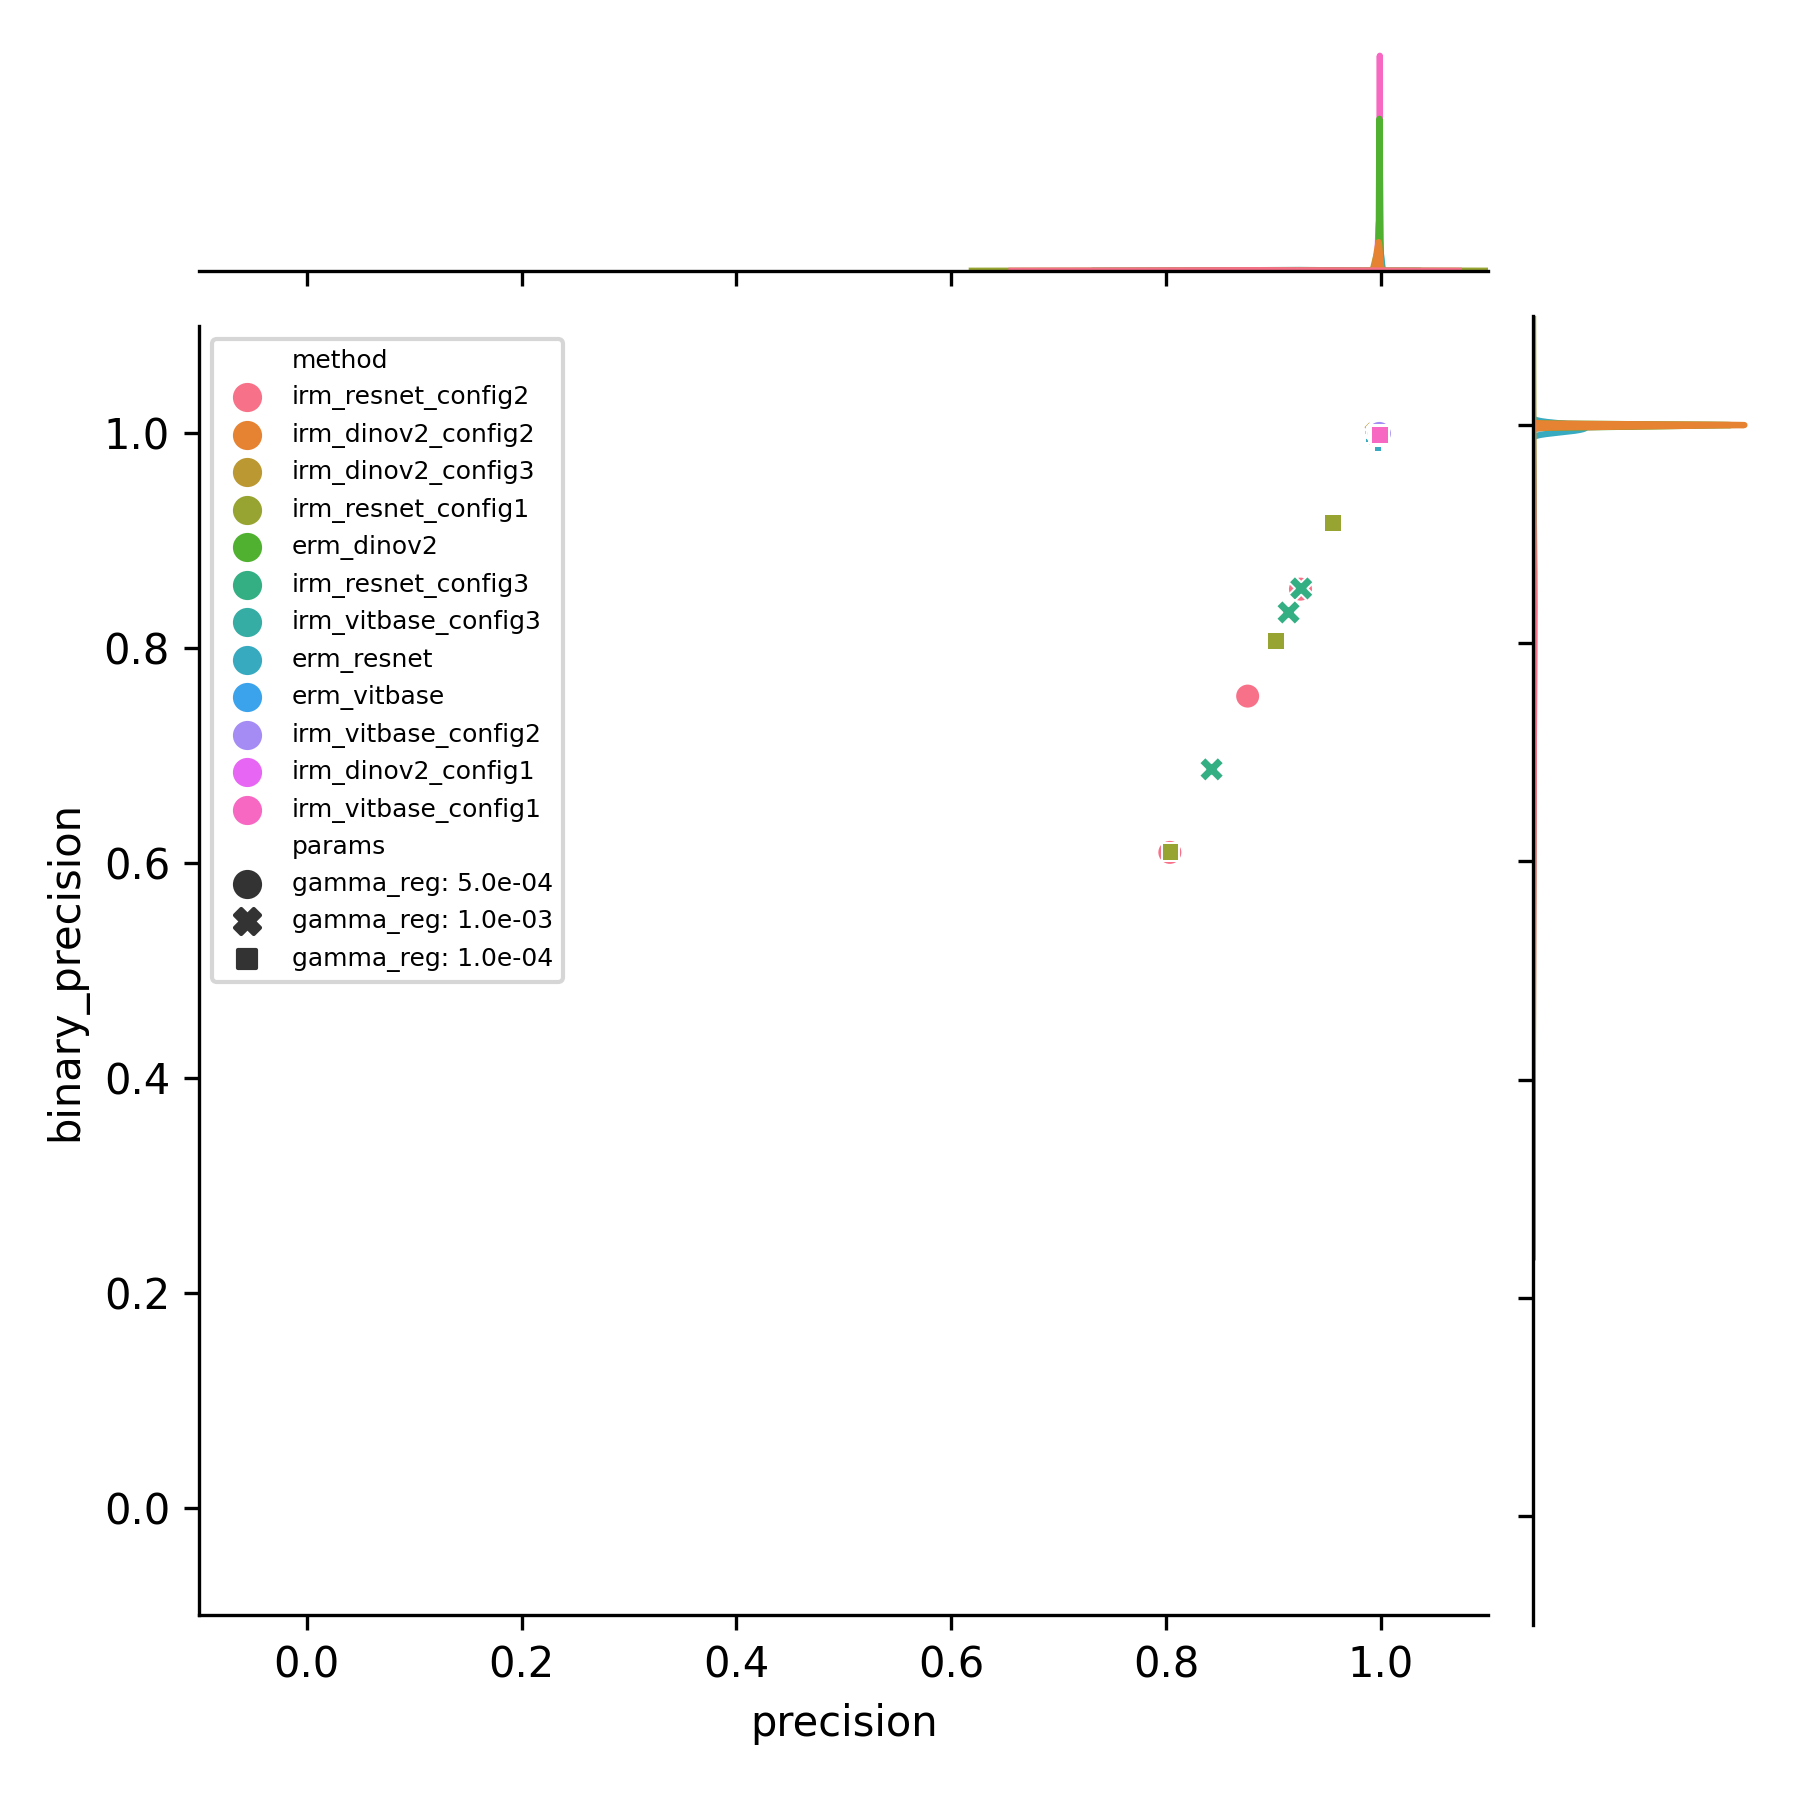 method
irm_resnet_config2
irm_dinov2_config2
irm_dinov2_config3
irm_resnet_config1
erm_dinov2
irm_resnet_config3
irm_vitbase_config3
erm_resnet
erm_vitbase
irm_vitbase_config2
irm_dinov2_config1
irm_vitbase_config1
params
gamma_reg: 5.0e-04
gamma_reg: 1.0e-03
gamma_reg: 1.0e-04
1.0
0.8
0.6
0.4
0.2
0.0
binary_precision
0.0 0.2 0.4 0.6 0.8 1.0
precision